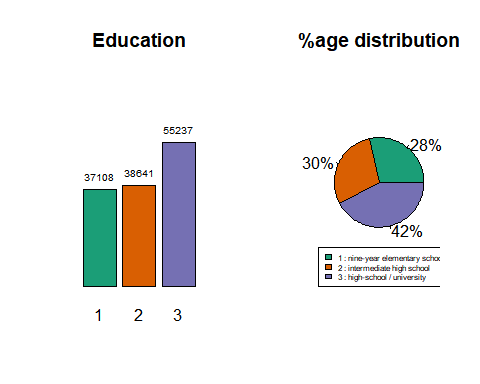 Education
%age distribution
55237
37108
38641
1
2
3
28%
30%
42%
1 : nine-year elementary schoo
2 : intermediate high school
3 : high-school / university